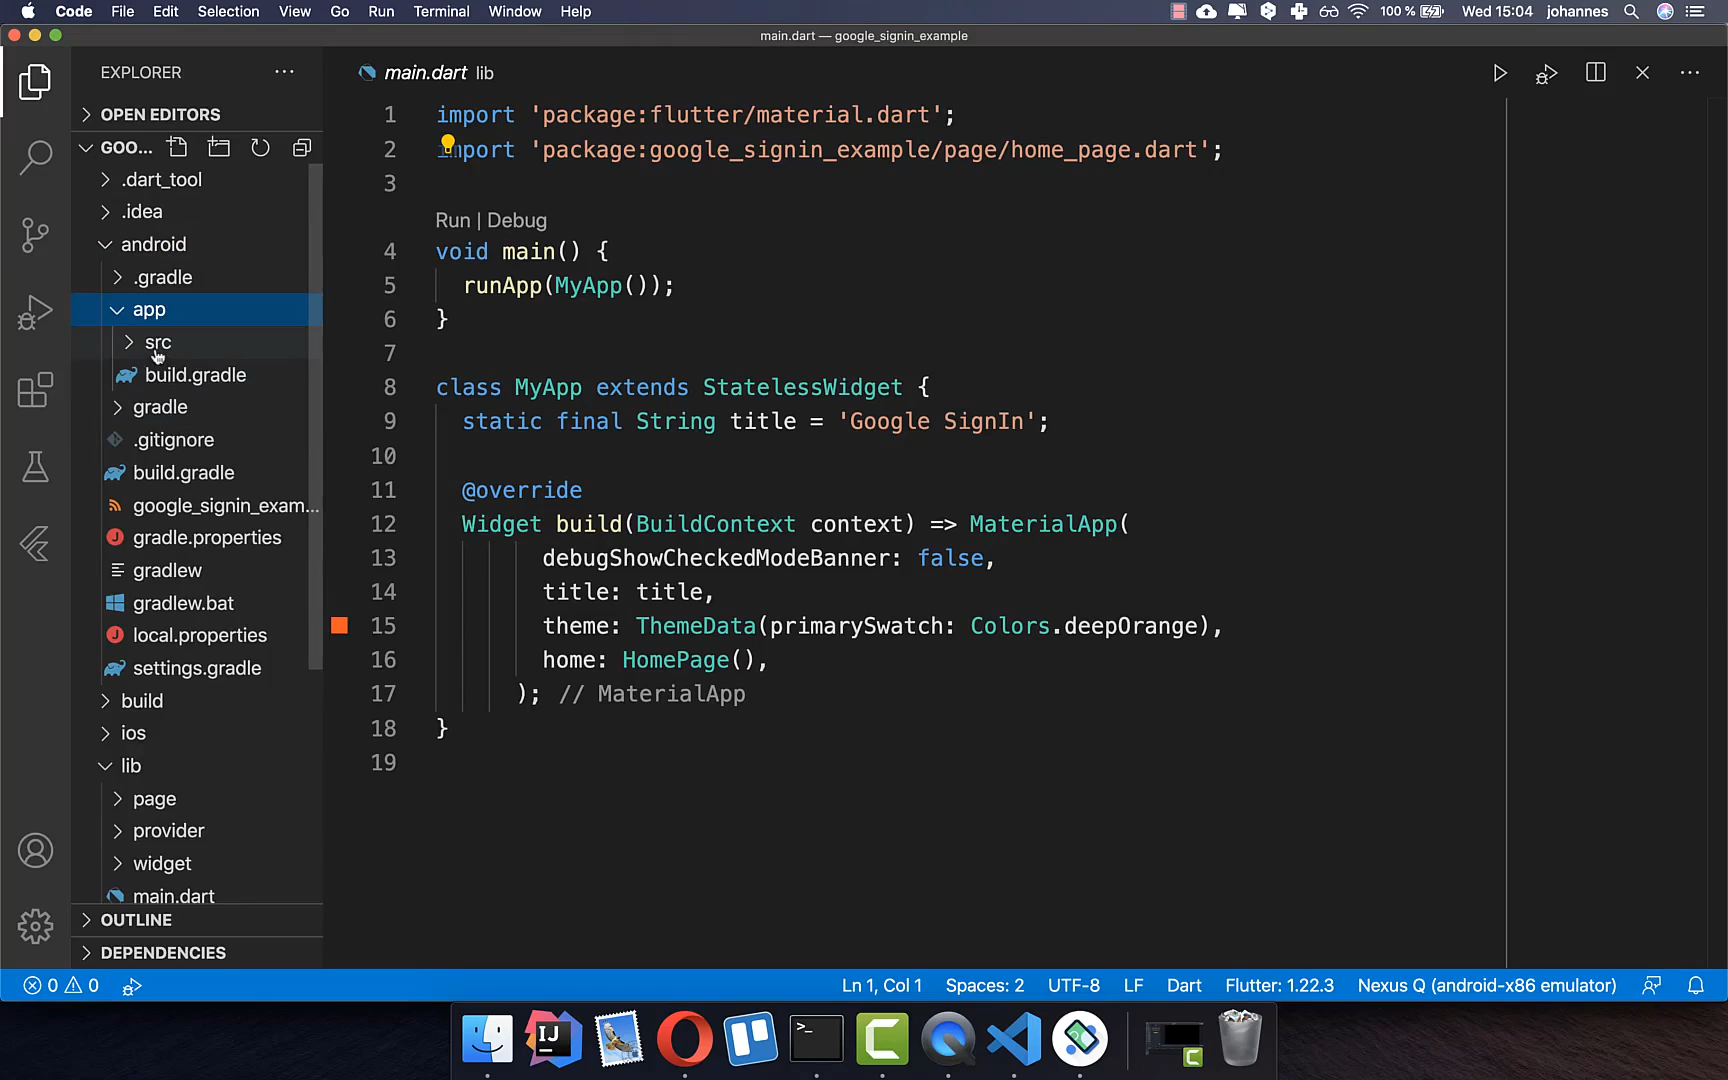 Code File Edit Selection View Go Run Terminal Window Help 100 % Wed 15:04 johannes
main.dart — google_signin_example
EXPLORER
OPEN EDITORS
GOO...
.dart_tool
.idea
android
.gradle
app
src
build.gradle
gradle
.gitignore
build.gradle
google_signin_exam...
gradle.properties
gradlew
gradlew.bat
local.properties
settings.gradle
build
ios
lib
page
provider
widget
main.dart
OUTLINE
DEPENDENCIES
main.dart lib
1 import 'package:flutter/material.dart';
2 import 'package:google_signin_example/page/home_page.dart';
3
Run | Debug
4 void main() {
5 runApp(MyApp());
6 }
7
8 class MyApp extends StatelessWidget {
9 static final String title = 'Google SignIn';
10
11 @override
12 Widget build(BuildContext context) => MaterialApp(
13 debugShowCheckedModeBanner: false,
14 title: title,
15 theme: ThemeData(primarySwatch: Colors.deepOrange),
16 home: HomePage(),
17 ); // MaterialApp
18 }
19
0 0 Ln 1, Col 1 Spaces: 2 UTF-8 LF Dart Flutter: 1.22.3 Nexus Q (android-x86 emulator)
IJ
>_
C
C